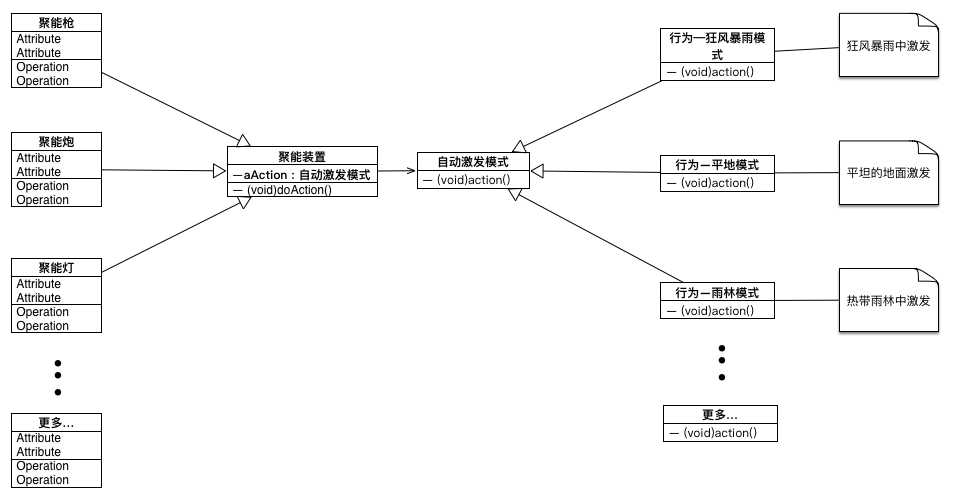 聚能枪
Attribute
Attribute
Operation
Operation
聚能炮
Attribute
Attribute
Operation
Operation
聚能灯
Attribute
Attribute
Operation
Operation
更多...
Attribute
Attribute
Operation
Operation
聚能装置
—aAction : 自动激发模式
— (void)doAction()
自动激发模式
— (void)action()
行为—狂风暴雨模
式
— (void)action()
行为—平地模式
— (void)action()
行为—雨林模式
— (void)action()
更多...
— (void)action()
狂风暴雨中激发
平坦的地面激发
热带雨林中激发